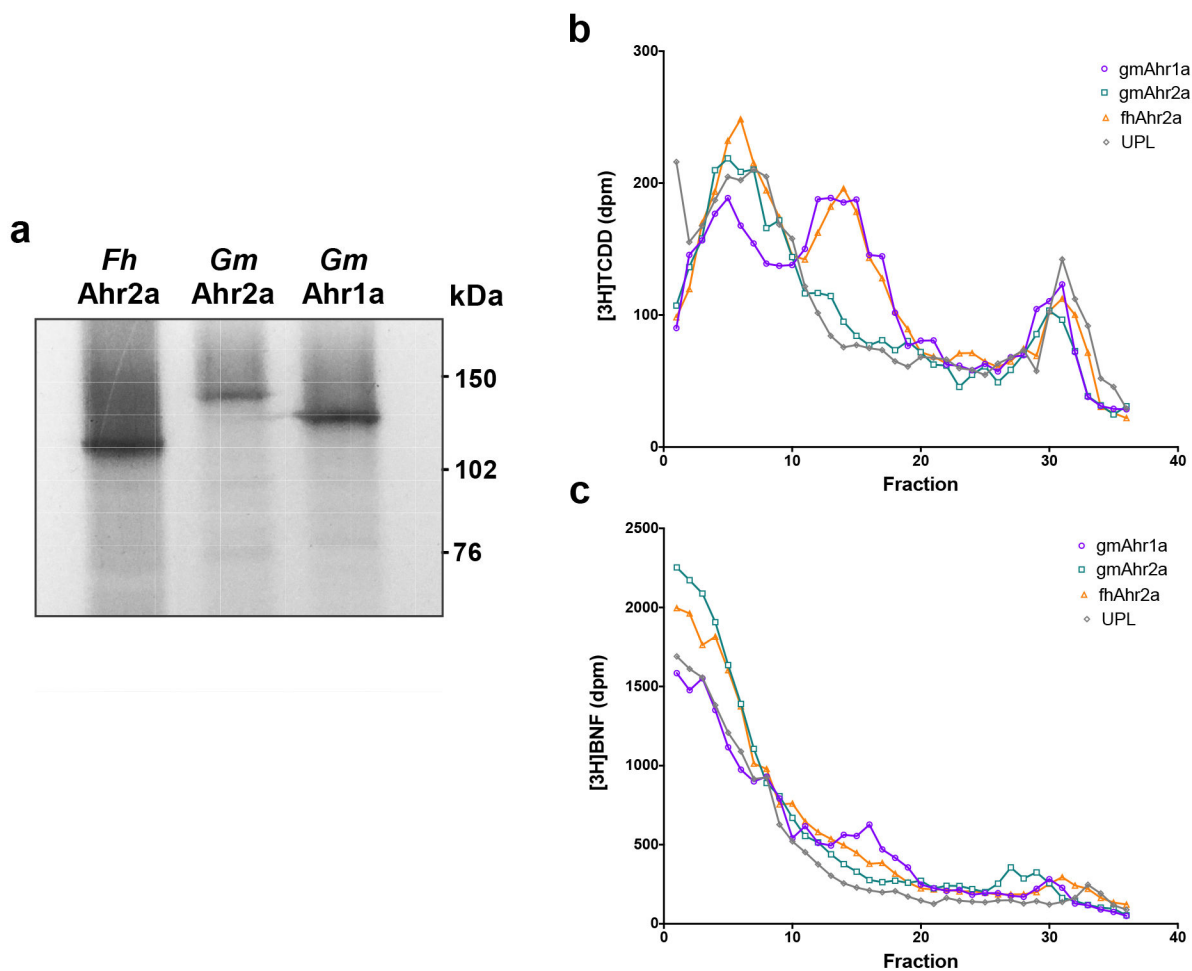 a
Fh
Ahr2a
Gm
Ahr2a
Gm
Ahr1a
kDa
150
102
76
b
300
200
100
0
[3H]TCDD (dpm)
0
10
20
30
40
Fraction
gmAhr1a
gmAhr2a
fhAhr2a
UPL
c
2500
2000
1500
1000
500
0
[3H]BNF (dpm)
0
10
20
30
40
Fraction
gmAhr1a
gmAhr2a
fhAhr2a
UPL